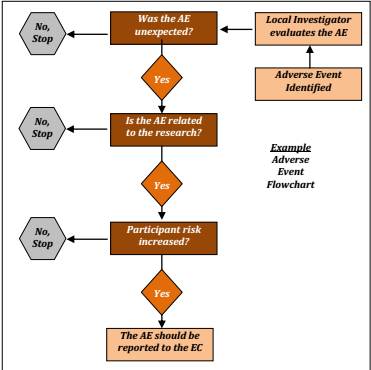 No,
Stop
Was the AE
unexpected?
Local Investigator
evaluates the AE
Adverse Event
Identified
Yes
No,
Stop
Is the AE related
to the research?
Example
Adverse
Event
Flowchart
Yes
No,
Stop
Participant risk
increased?
Yes
The AE should be
reported to the EC